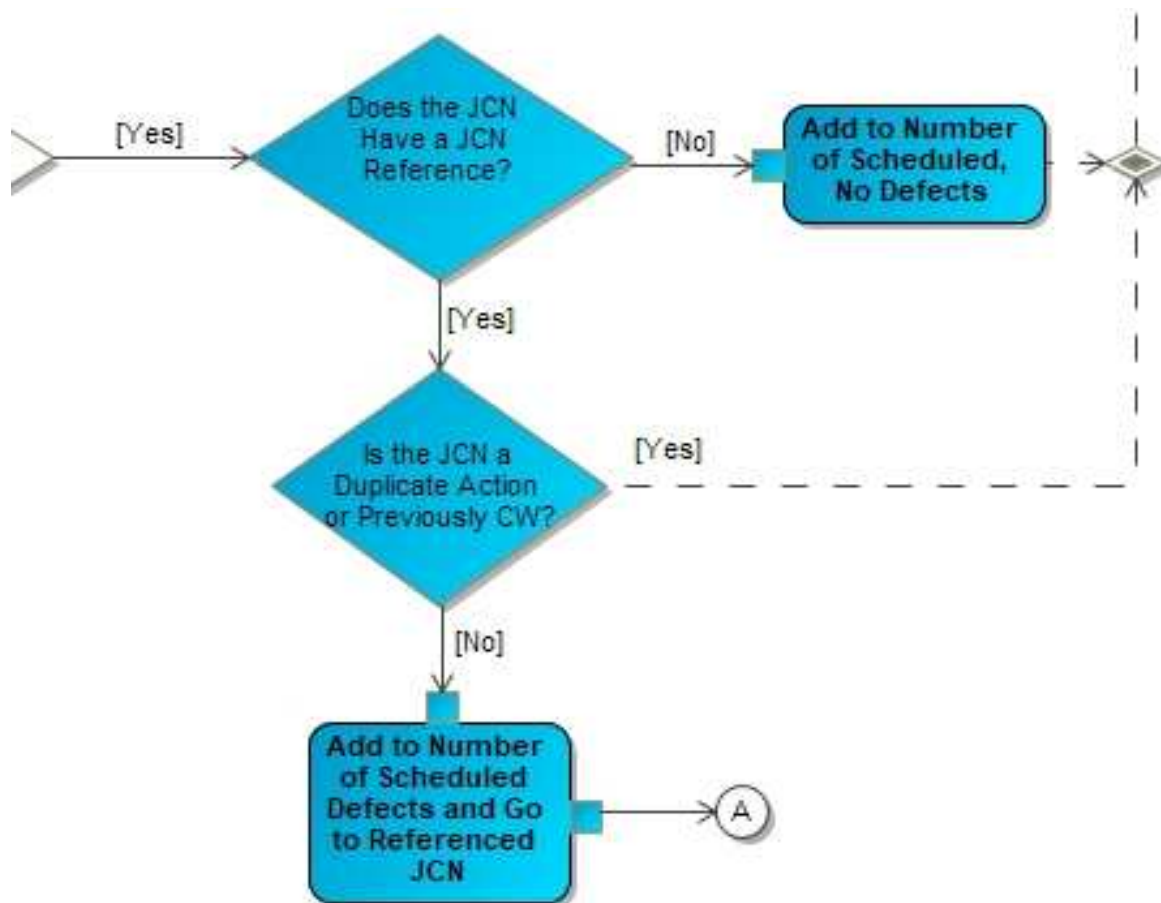 [Yes]
Does the JCN
Have a JCN
Reference?
[No]
Add to Number
of Scheduled,
No Defects
[Yes]
Is the JCN a
Duplicate Action
or Previously CW?
[Yes]
[No]
Add to Number
of Scheduled
Defects and Go
to Referenced
JCN
A